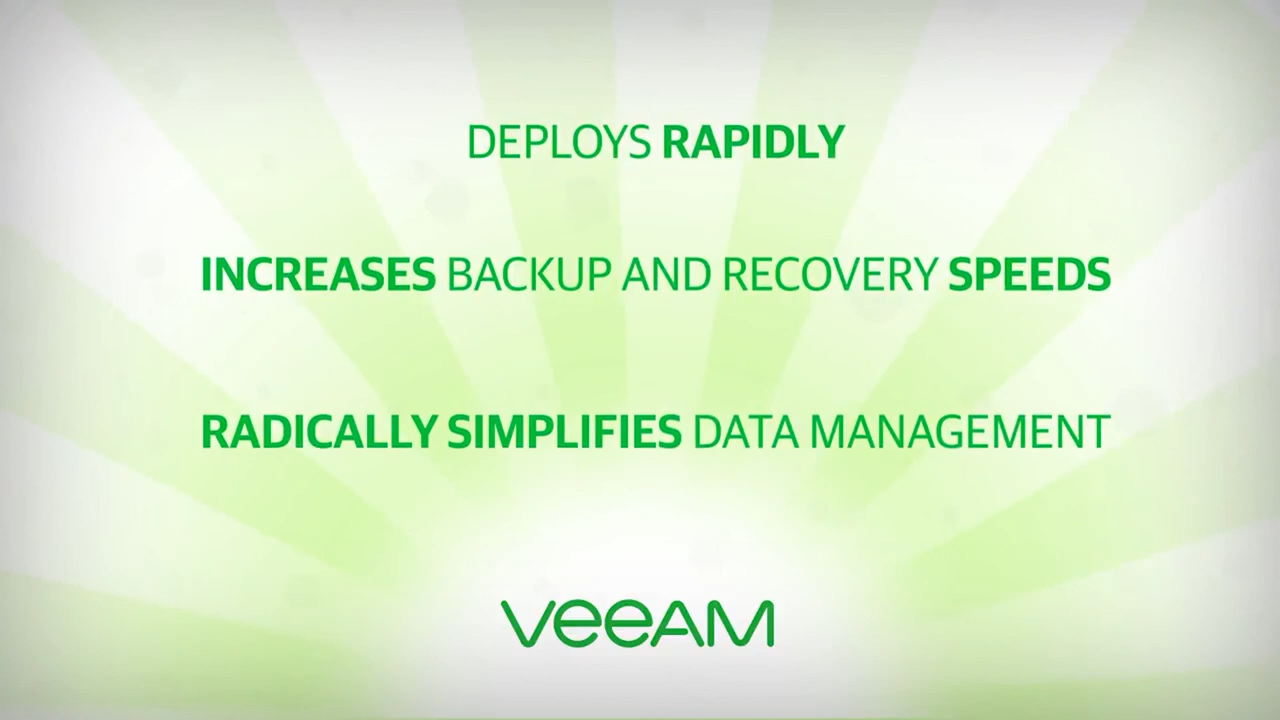 DEPLOYS RAPIDLY
INCREASES BACKUP AND RECOVERY SPEEDS
RADICALLY SIMPLIFIES DATA MANAGEMENT
VEEAM